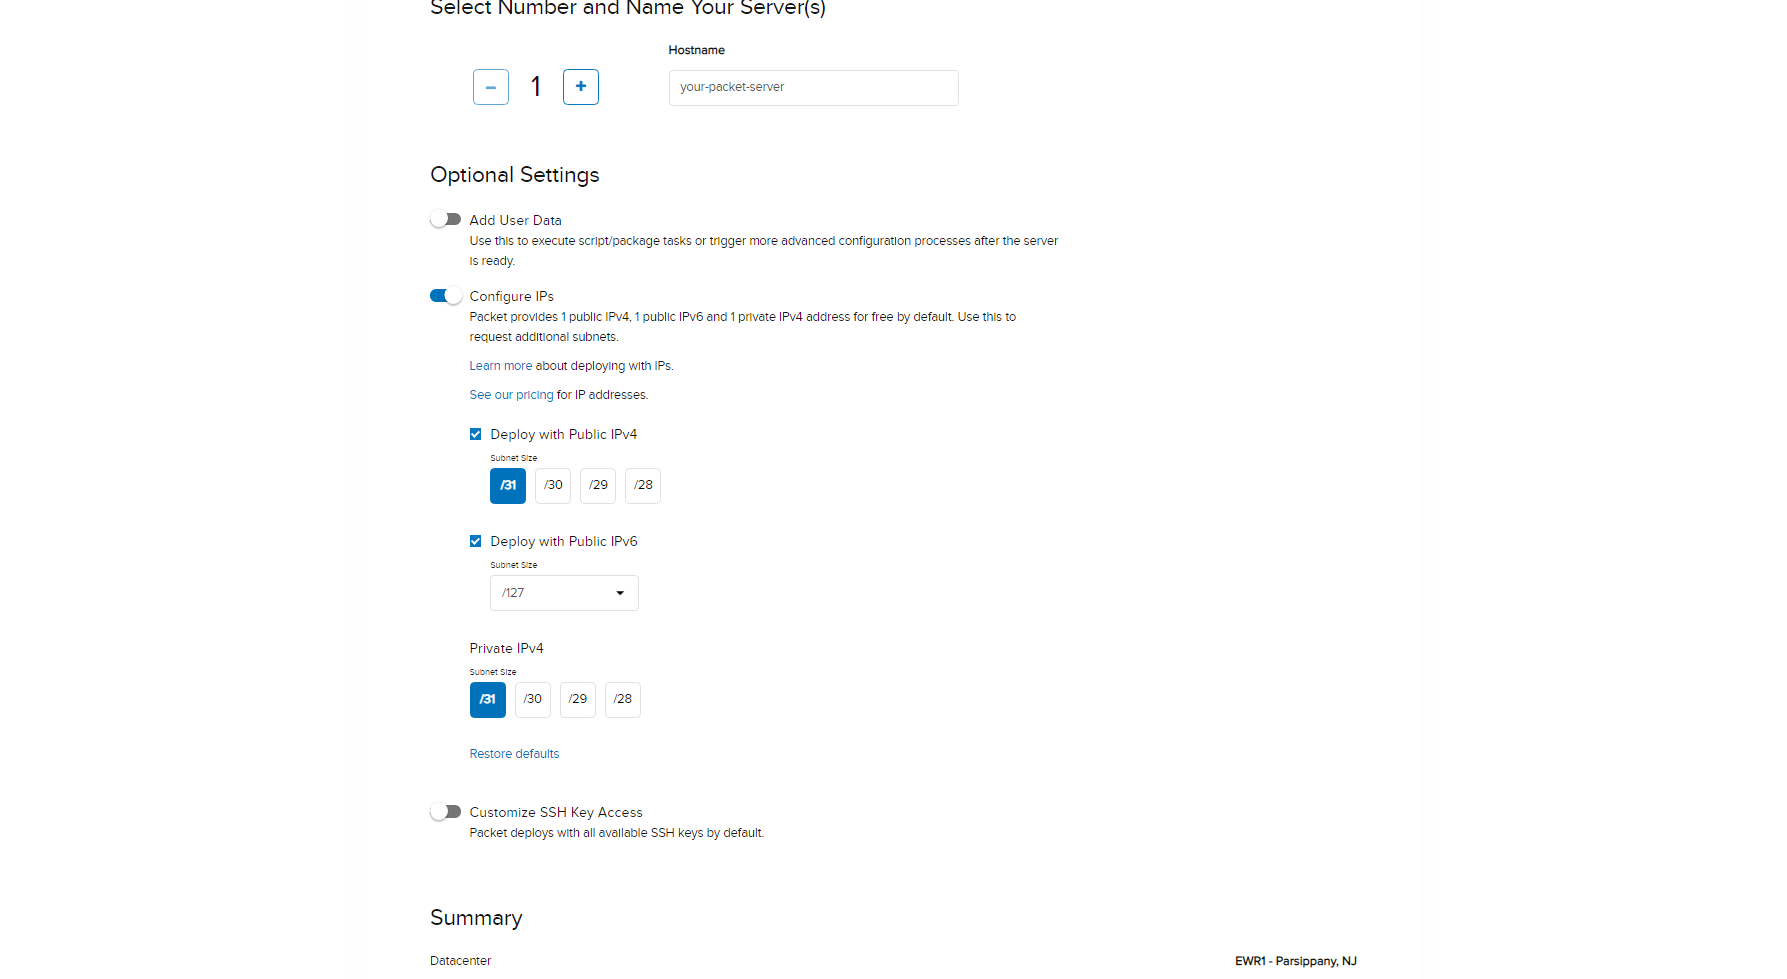 Select Number and Name Your Server(s)
Hostname
− 1 +
your-packet-server
Optional Settings
Add User Data
Use this to execute script/package tasks or trigger more advanced configuration processes after the server
is ready.
Configure IPs
Packet provides 1 public IPv4, 1 public IPv6 and 1 private IPv4 address for free by default. Use this to
request additional subnets.
Learn more about deploying with IPs.
See our pricing for IP addresses.
Deploy with Public IPv4
Subnet Size
/31 /30 /29 /28
Deploy with Public IPv6
Subnet Size
/127
Private IPv4
Subnet Size
/31 /30 /29 /28
Restore defaults
Customize SSH Key Access
Packet deploys with all available SSH keys by default.
Summary
Datacenter EWR1 - Parsippany, NJ